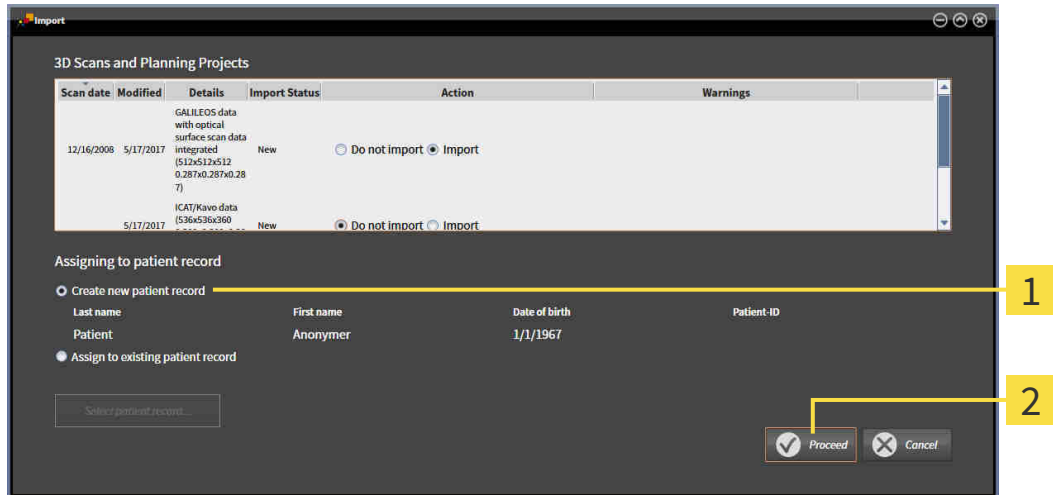 Import
3D Scans and Planning Projects
Scan date Modified Details Import Status Action Warnings
GALILEOS data
with optical
surface scan data
12/16/2008 5/17/2017 integrated New Do not import Import
(512x512x512
0.287x0.287x0.28
7)
ICAT/Kavo data
(536x536x360
5/17/2017 New Do not import Import
Assigning to patient record
Create new patient record
1
Last name First name Date of birth Patient-ID
Patient Anonymer 1/1/1967
Assign to existing patient record
Select patient record...
2
Proceed Cancel